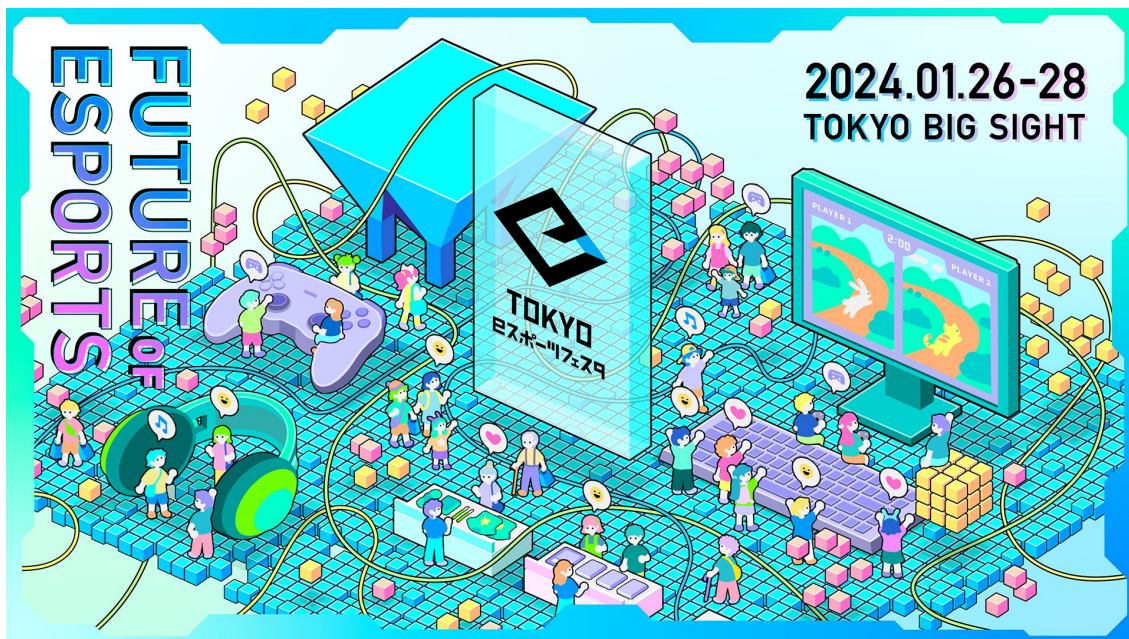 FUTURE OF
ESPORTS
2024.01.26-28
TOKYO BIG SIGHT
TOKYO
eスポーツフェスタ
PLAYER 1
2:00
PLAYER 2